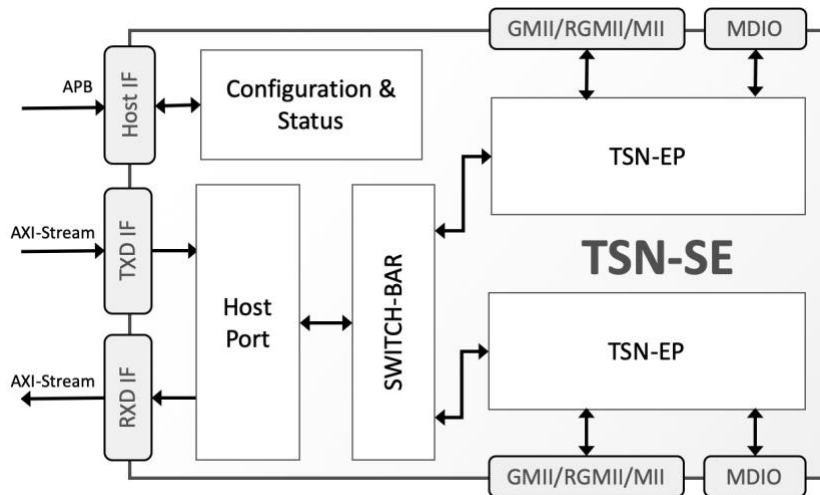 GMII/RGMII/MII
MDIO
APB
Host IF
Configuration &
Status
TSN-EP
AXI-Stream
TXD IF
Host
Port
SWITCH-BAR
TSN-SE
TSN-EP
AXI-Stream
RXD IF
GMII/RGMII/MII
MDIO